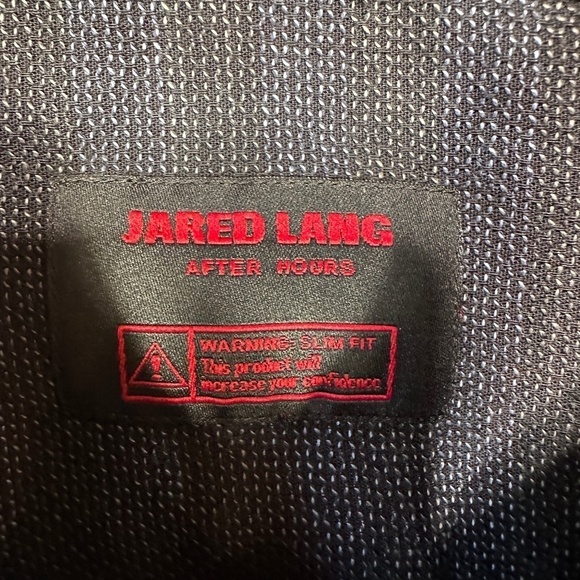 JARED LANG
AFTER HOURS
WARNING: SLIM FIT
This product will
increase your confidence